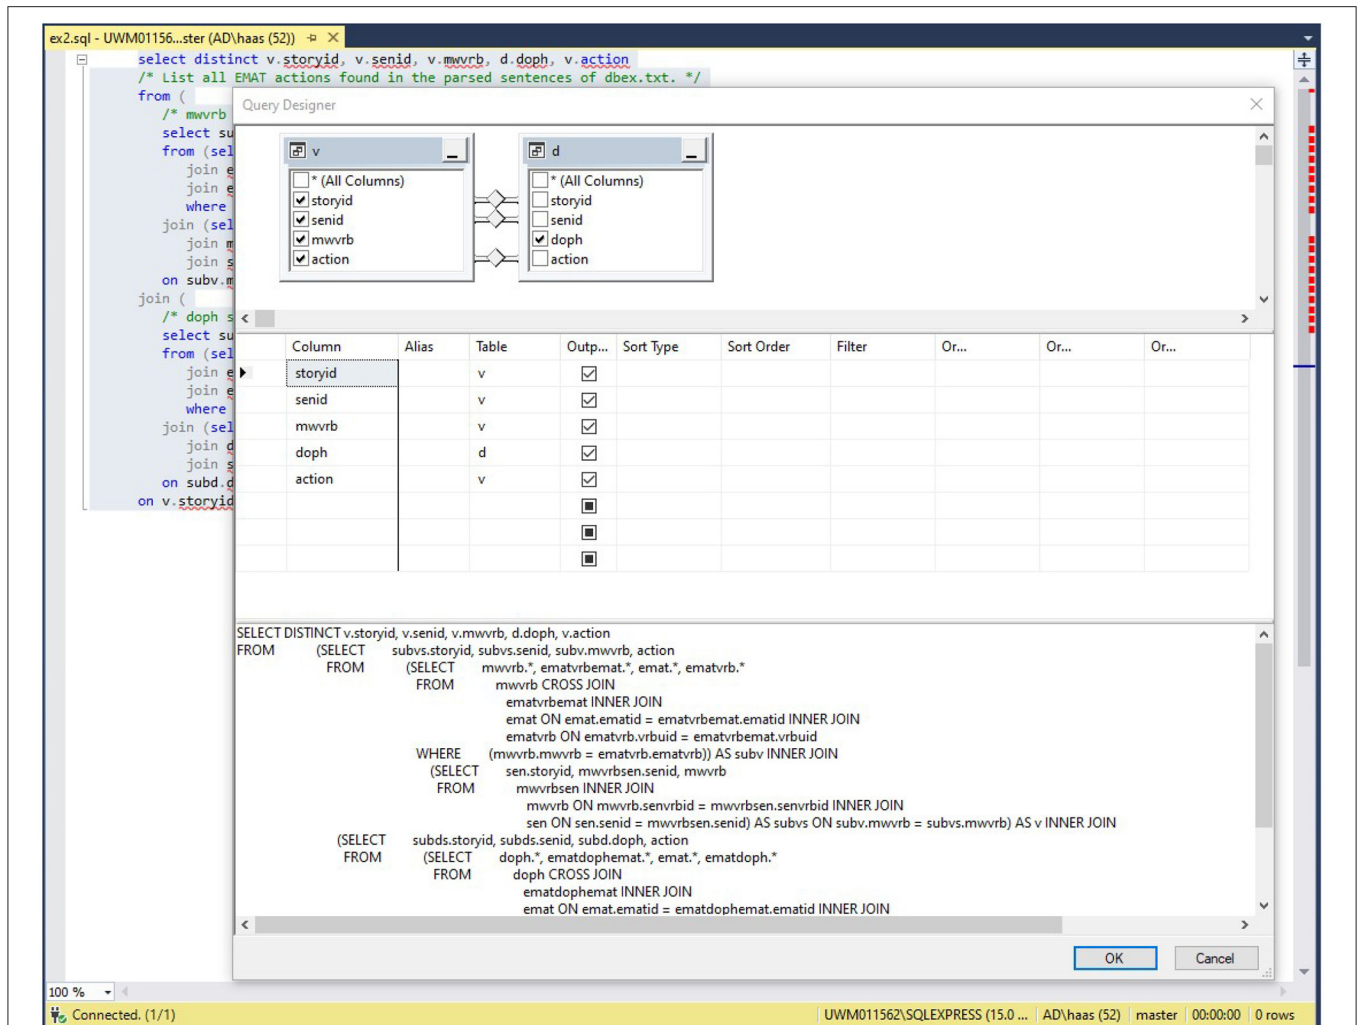 ex2.sql - UWM01156...ster (AD\haas (52))
select distinct v.storyid, v.senid, v.mwvrb, d.doph, v.action
/* List all EMAT actions found in the parsed sentences of dbex.txt. */
from (
/* mwvrb
select su
from (sel
join e
join e
where
join (sel
join m
join s
on subv.m
join (
/* doph s
select su
from (sel
join e
join e
where
join (sel
join d
join s
on subd.d
on v.storyid
Query Designer
v
* (All Columns)
storyid
senid
mwvrb
action
d
* (All Columns)
storyid
senid
doph
action
Column Alias Table Outp... Sort Type Sort Order Filter Or... Or... Or...
storyid v
senid v
mwvrb v
doph d
action v
SELECT DISTINCT v.storyid, v.senid, v.mwvrb, d.doph, v.action
FROM (SELECT subvs.storyid, subvs.senid, subv.mwvrb, action
FROM (SELECT mwvrb.*, ematvrbemat.*, emat.*, ematvrb.*
FROM mwvrb CROSS JOIN
ematvrbemat INNER JOIN
emat ON emat.ematid = ematvrbemat.ematid INNER JOIN
ematvrb ON ematvrb.vrbuid = ematvrbemat.vrbuid
WHERE (mwvrb.mwvrb = ematvrb.ematvrb)) AS subv INNER JOIN
(SELECT sen.storyid, mwvrbsen.senid, mwvrb
FROM mwvrbsen INNER JOIN
mwvrb ON mwvrb.senvrbid = mwvrbsen.senvrbid INNER JOIN
sen ON sen.senid = mwvrbsen.senid) AS subvs ON subv.mwvrb = subvs.mwvrb) AS v INNER JOIN
(SELECT subds.storyid, subds.senid, subd.doph, action
FROM (SELECT doph.*, ematdophemat.*, emat.*, ematdoph.*
FROM doph CROSS JOIN
ematdophemat INNER JOIN
emat ON emat.ematid = ematdophemat.ematid INNER JOIN
OK Cancel
100 %
Connected. (1/1) UWM011562\SQLEXPRESS (15.0 ... AD\haas (52) master 00:00:00 0 rows